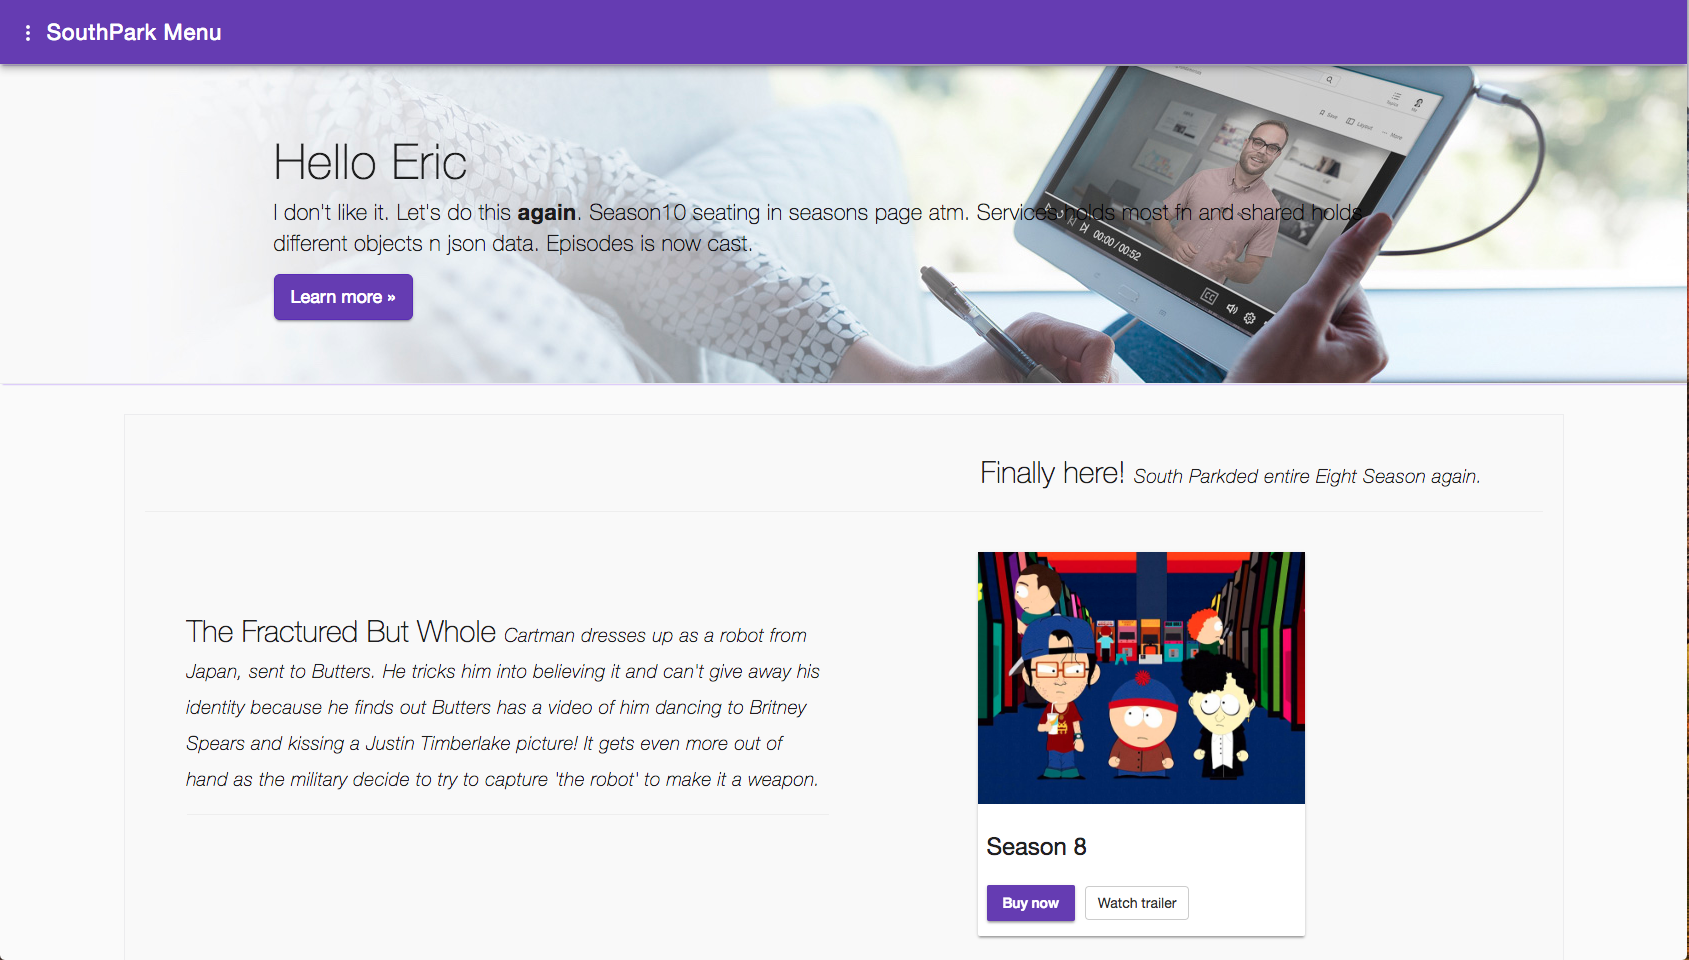 SouthPark Menu
Hello Eric
I don't like it. Let's do this again. Season10 seating in seasons page atm. Services holds most fn and shared holds
different objects n json data. Episodes is now cast.
Learn more »
Save
Layout
More
00:00 / 00:52
CC
Finally here! South Parkded entire Eight Season again.
The Fractured But Whole Cartman dresses up as a robot from
Japan, sent to Butters. He tricks him into believing it and can't give away his
identity because he finds out Butters has a video of him dancing to Britney
Spears and kissing a Justin Timberlake picture! It gets even more out of
hand as the military decide to try to capture 'the robot' to make it a weapon.
Season 8
Buy now
Watch trailer